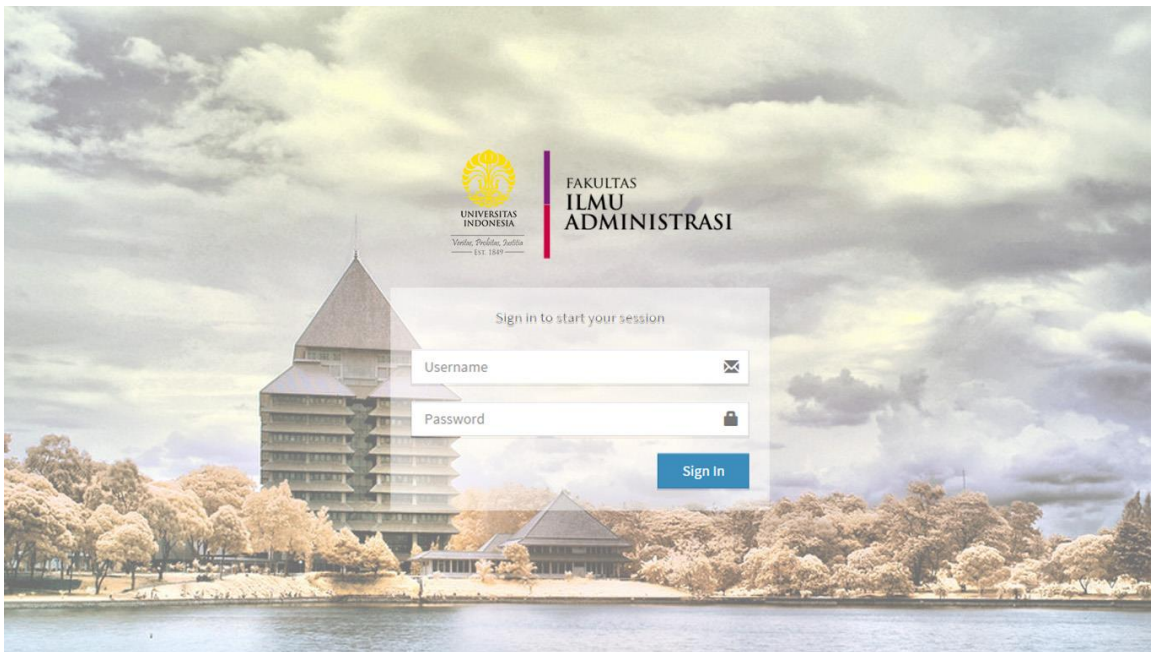 UNIVERSITAS
INDONESIA
Veritas, Probitas, Justitia
EST. 1849
FAKULTAS
ILMU
ADMINISTRASI
Sign in to start your session
Username
Password
Sign In